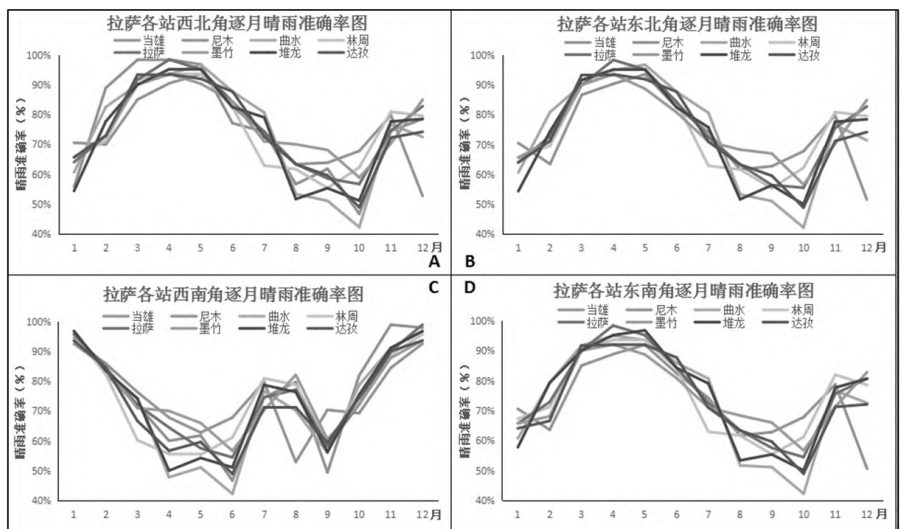 拉萨各站西北角逐月晴雨准确率图
当雄 尼木 曲水 林周
拉萨 墨竹 堆龙 达孜
晴雨准确率（%）
100%
90%
80%
70%
60%
50%
40%
1 2 3 4 5 6 7 8 9 10 11 12 月
A
拉萨各站东北角逐月晴雨准确率图
当雄 尼木 曲水 林周
拉萨 墨竹 堆龙 达孜
晴雨准确率（%）
100%
90%
80%
70%
60%
50%
40%
1 2 3 4 5 6 7 8 9 10 11 12 月
B
拉萨各站西南角逐月晴雨准确率图
C
当雄 尼木 曲水 林周
拉萨 墨竹 堆龙 达孜
晴雨准确率（%）
100%
90%
80%
70%
60%
50%
40%
1 2 3 4 5 6 7 8 9 10 11 12 月
D
拉萨各站东南角逐月晴雨准确率图
当雄 尼木 曲水 林周
拉萨 墨竹 堆龙 达孜
晴雨准确率（%）
100%
90%
80%
70%
60%
50%
40%
1 2 3 4 5 6 7 8 9 10 11 12 月